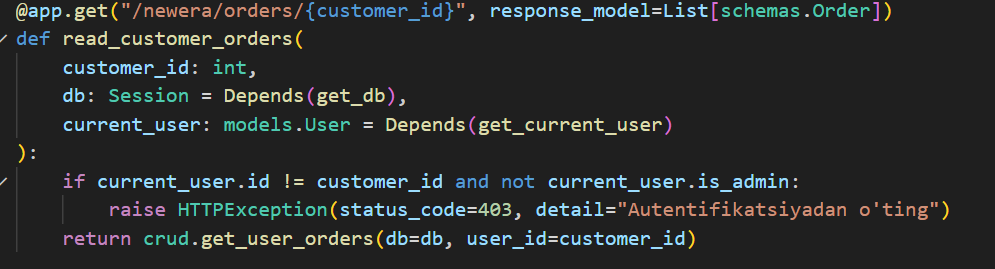 @app.get("/newera/orders/{customer_id}", response_model=List[schemas.Order])
def read_customer_orders(
    customer_id: int,
    db: Session = Depends(get_db),
    current_user: models.User = Depends(get_current_user)
):
    if current_user.id != customer_id and not current_user.is_admin:
        raise HTTPException(status_code=403, detail="Autentifikatsiyadan o'ting")
    return crud.get_user_orders(db=db, user_id=customer_id)